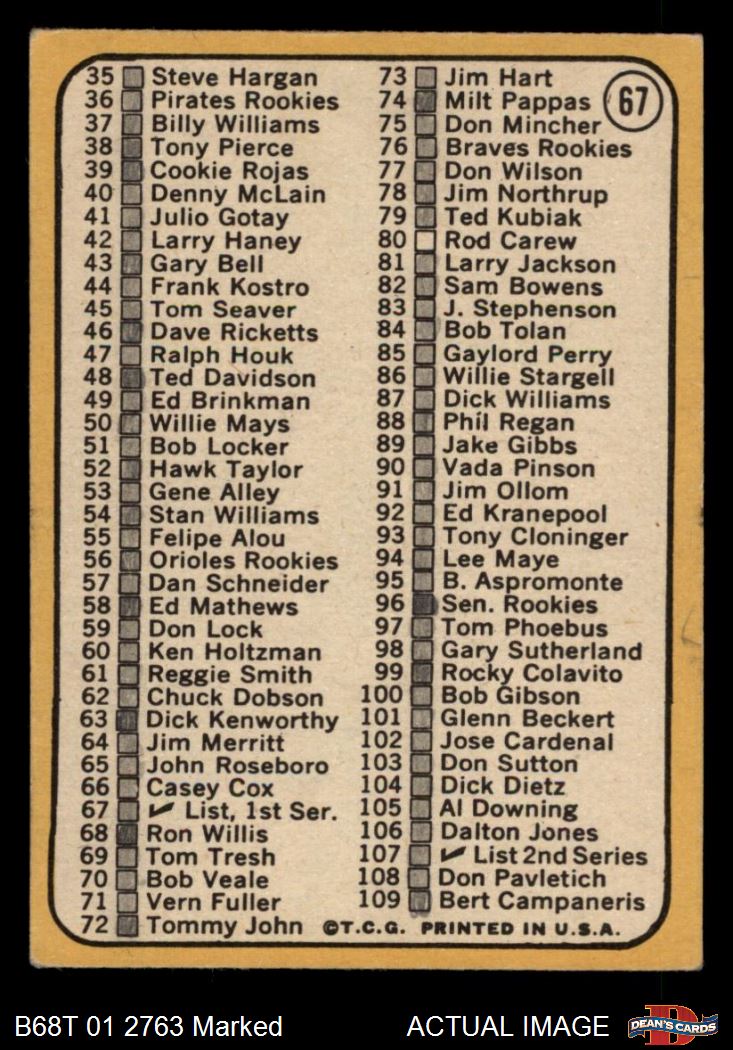 67
35 Steve Hargan
36 Pirates Rookies
37 Billy Williams
38 Tony Pierce
39 Cookie Rojas
40 Denny McLain
41 Julio Gotay
42 Larry Haney
43 Gary Bell
44 Frank Kostro
45 Tom Seaver
46 Dave Ricketts
47 Ralph Houk
48 Ted Davidson
49 Ed Brinkman
50 Willie Mays
51 Bob Locker
52 Hawk Taylor
53 Gene Alley
54 Stan Williams
55 Felipe Alou
56 Orioles Rookies
57 Dan Schneider
58 Ed Mathews
59 Don Lock
60 Ken Holtzman
61 Reggie Smith
62 Chuck Dobson
63 Dick Kenworthy
64 Jim Merritt
65 John Roseboro
66 Casey Cox
67 ✔ List, 1st Ser.
68 Ron Willis
69 Tom Tresh
70 Bob Veale
71 Vern Fuller
72 Tommy John
73 Jim Hart
74 Milt Pappas
75 Don Mincher
76 Braves Rookies
77 Don Wilson
78 Jim Northrup
79 Ted Kubiak
80 Rod Carew
81 Larry Jackson
82 Sam Bowens
83 J. Stephenson
84 Bob Tolan
85 Gaylord Perry
86 Willie Stargell
87 Dick Williams
88 Phil Regan
89 Jake Gibbs
90 Vada Pinson
91 Jim Ollom
92 Ed Kranepool
93 Tony Cloninger
94 Lee Maye
95 B. Aspromonte
96 Sen. Rookies
97 Tom Phoebus
98 Gary Sutherland
99 Rocky Colavito
100 Bob Gibson
101 Glenn Beckert
102 Jose Cardenal
103 Don Sutton
104 Dick Dietz
105 Al Downing
106 Dalton Jones
107 ✔ List 2nd Series
108 Don Pavletich
109 Bert Campaneris
©T.C.G. PRINTED IN U.S.A.
B68T 01 2763 Marked
ACTUAL IMAGE
D
DEAN'S CARDS